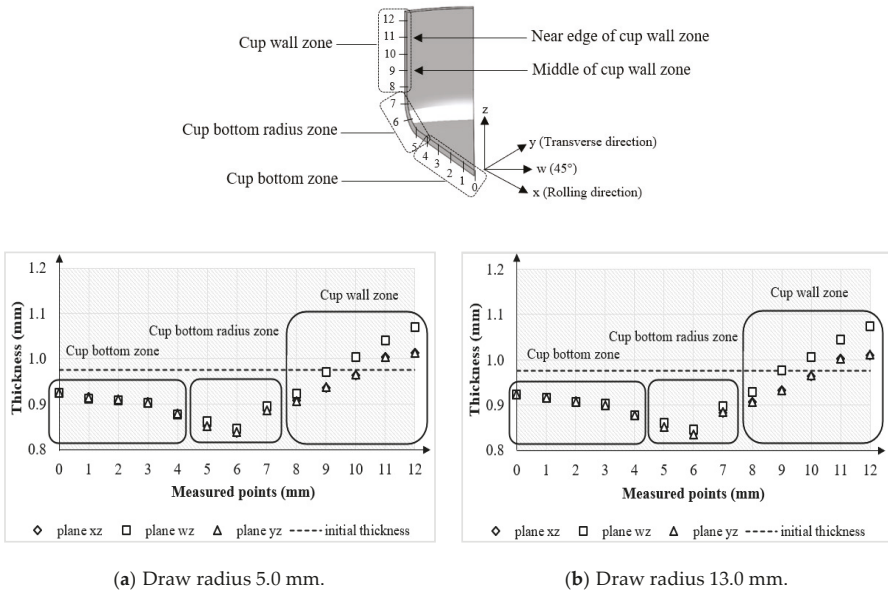 Cup wall zone
12
11
10
9
8
7
6
5
4
3
2
1
0
Near edge of cup wall zone
Middle of cup wall zone
Cup bottom radius zone
Cup bottom zone
z
y (Transverse direction)
w (45°)
x (Rolling direction)
Thickness (mm)
1.2
1.1
1.0
0.9
0.8
Cup wall zone
Cup bottom radius zone
Cup bottom zone
0 1 2 3 4 5 6 7 8 9 10 11 12
Measured points (mm)
plane xz plane wz plane yz initial thickness
(a) Draw radius 5.0 mm.
Thickness (mm)
1.2
1.1
1.0
0.9
0.8
Cup wall zone
Cup bottom radius zone
Cup bottom zone
0 1 2 3 4 5 6 7 8 9 10 11 12
Measured points (mm)
plane xz plane wz plane yz initial thickness
(b) Draw radius 13.0 mm.